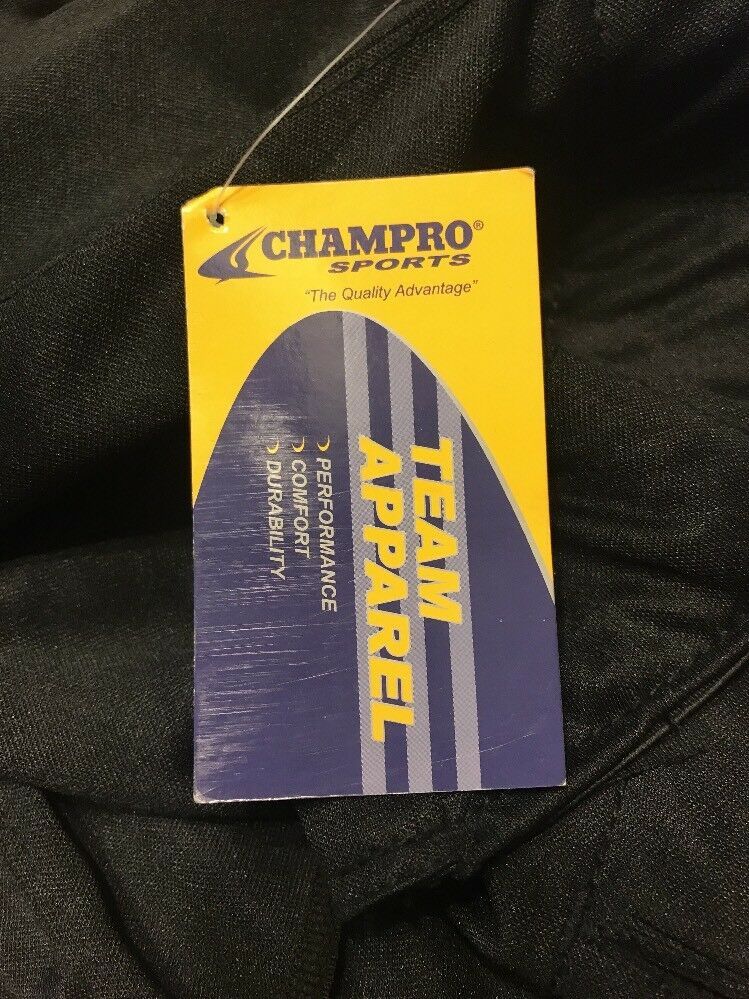 CHAMPRO®
SPORTS
"The Quality Advantage"
TEAM
APPAREL
PERFORMANCE
COMFORT
DURABILITY